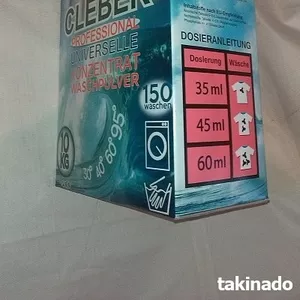 CLEBER
PROFESSIONAL
UNIVERSELLE
KONZENTRAT
WASCHPULVER
150
waschen
10
KG
30° 40° 60° 95°
DOSIERANLEITUNG
Dosierung Wäsche
35 ml
45 ml
60 ml
takinado